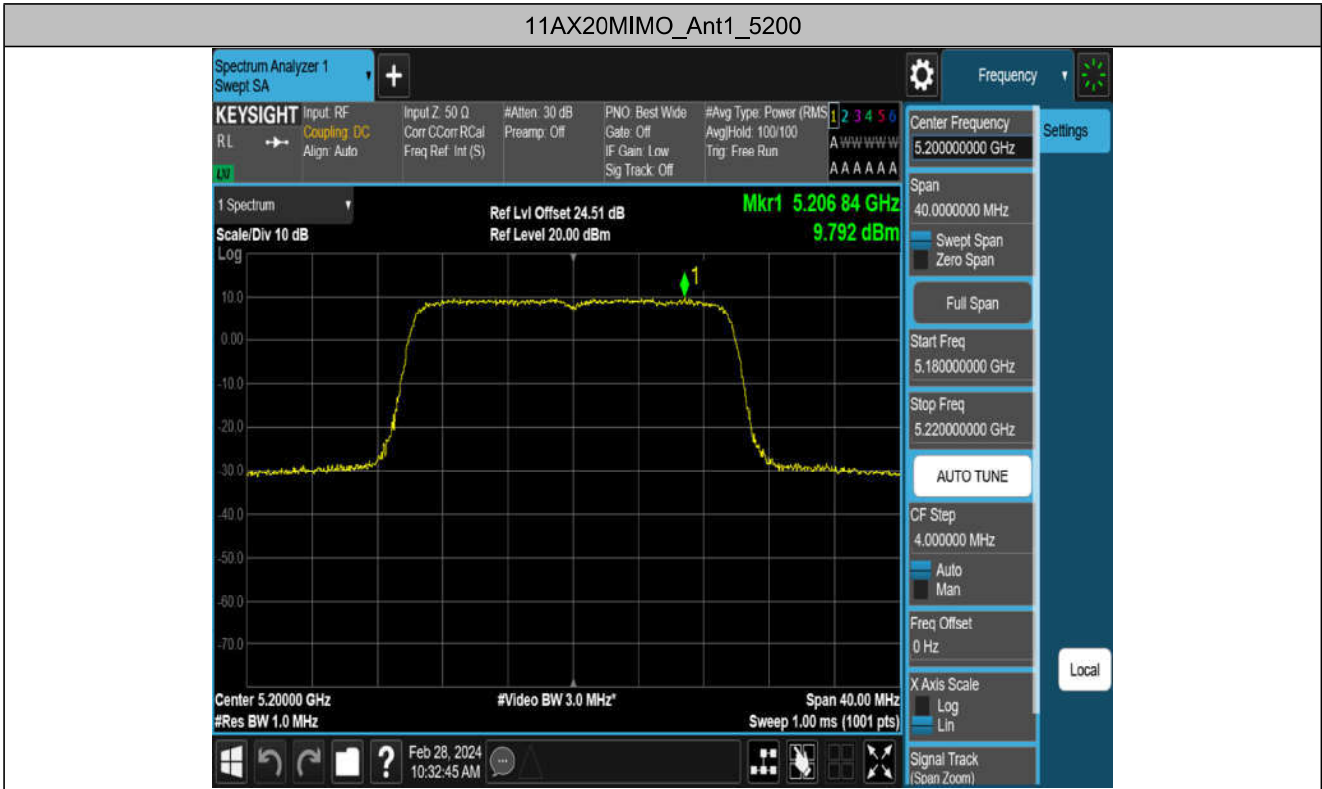 11AX20MIMO_Ant1_5200
Spectrum Analyzer 1
Swept SA
+
Frequency
KEYSIGHT
RL
LXI
Input: RF
Coupling: DC
Align: Auto
Input Z: 50 Ω
Corr CCorr RCal
Freq Ref: Int (S)
#Atten: 30 dB
Preamp: Off
PNO: Best Wide
Gate: Off
IF Gain: Low
Sig Track: Off
#Avg Type: Power (RMS
Avg|Hold: 100/100
Trig: Free Run
1 2 3 4 5 6
A W W W W W
A A A A A A
1 Spectrum
Scale/Div 10 dB
Log
Ref Lvl Offset 24.51 dB
Ref Level 20.00 dBm
Mkr1 5.206 84 GHz
9.792 dBm
1
10.0
0.00
-10.0
-20.0
-30.0
-40.0
-50.0
-60.0
-70.0
Center 5.20000 GHz
#Video BW 3.0 MHz*
Span 40.00 MHz
#Res BW 1.0 MHz
Sweep 1.00 ms (1001 pts)
?
Feb 28, 2024
10:32:45 AM
Center Frequency
5.200000000 GHz
Settings
Span
40.0000000 MHz
Swept Span
Zero Span
Full Span
Start Freq
5.180000000 GHz
Stop Freq
5.220000000 GHz
AUTO TUNE
CF Step
4.000000 MHz
Auto
Man
Freq Offset
0 Hz
X Axis Scale
Log
Lin
Local
Signal Track
(Span Zoom)